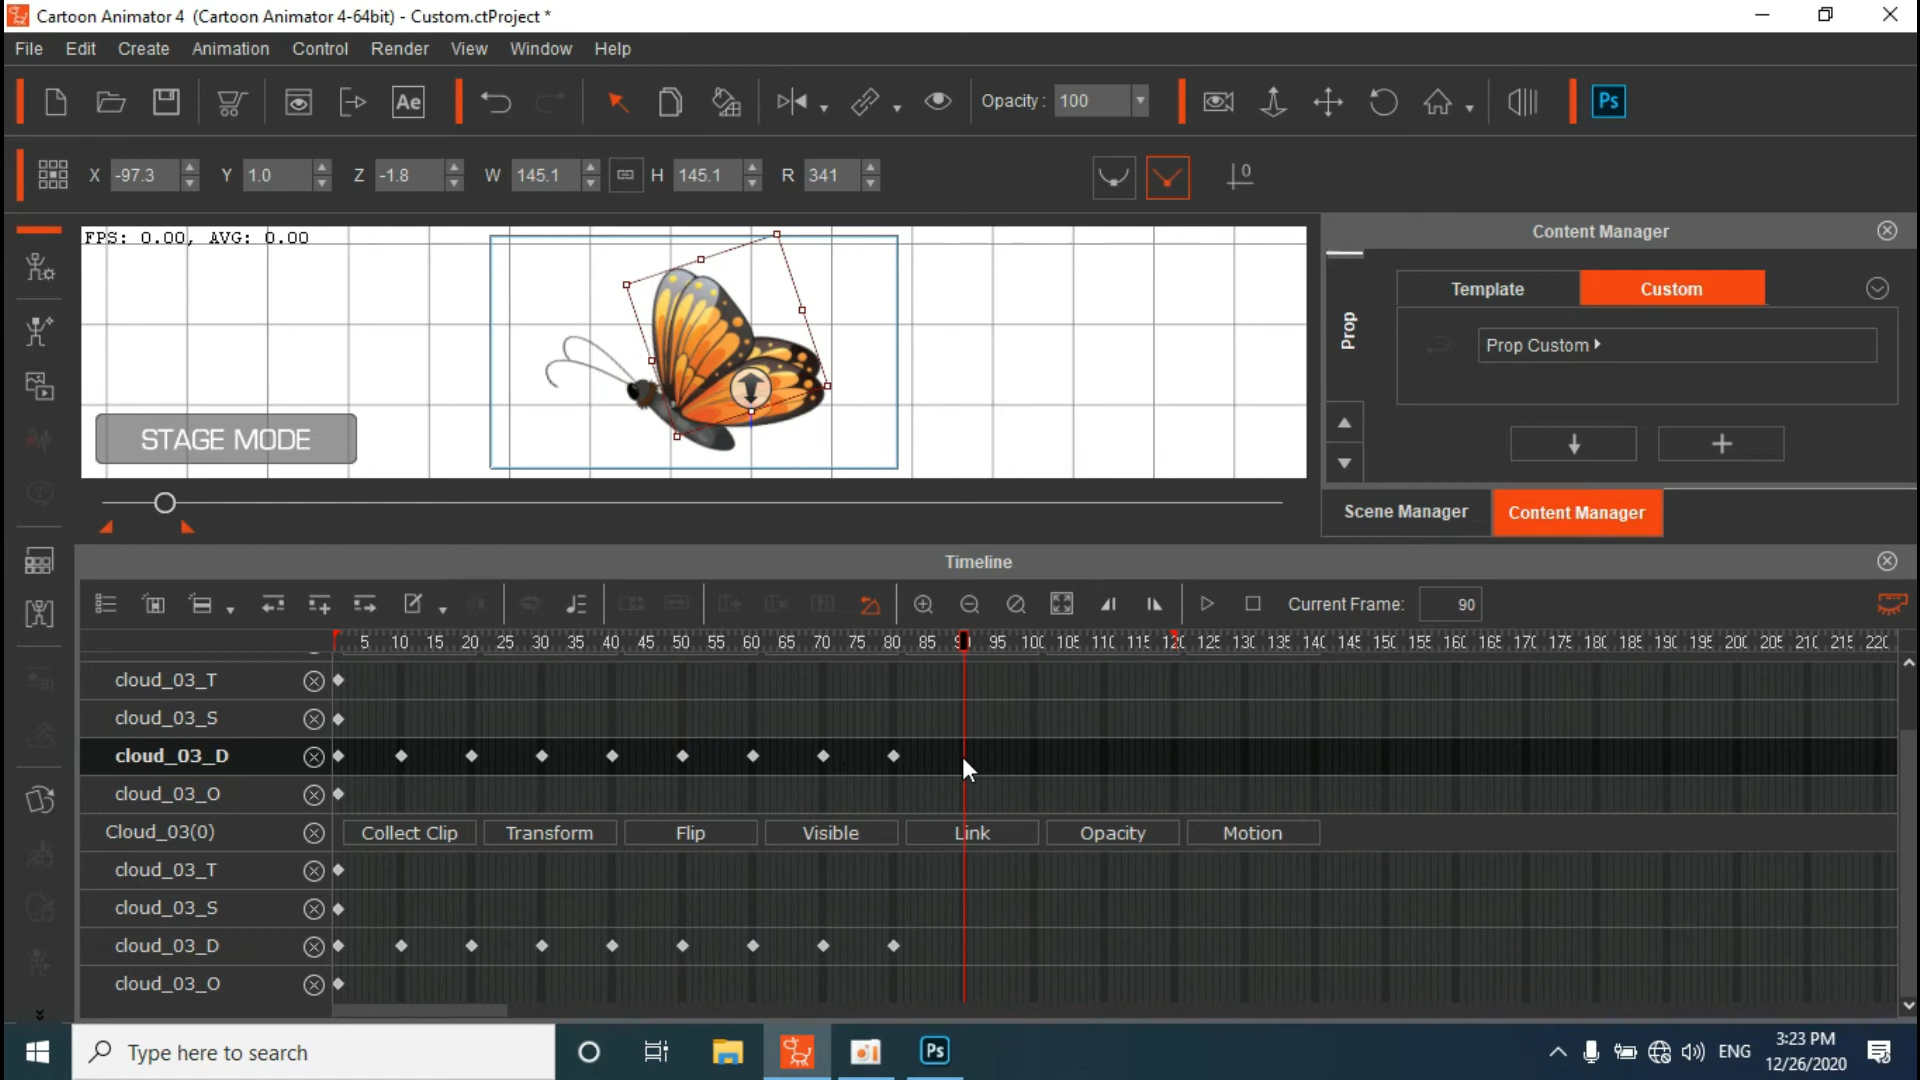 Cartoon Animator 4 (Cartoon Animator 4-64bit) - Custom.ctProject *
File Edit Create Animation Control Render View Window Help
Ae Opacity : 100 Ps
X -97.3 Y 1.0 Z -1.8 W 145.1 H 145.1 R 341 0
FPS: 0.00, AVG: 0.00
Content Manager
Template Custom
Prop
Prop Custom
STAGE MODE
Scene Manager Content Manager
Timeline
Current Frame: 90
5 10 15 20 25 30 35 40 45 50 55 60 65 70 75 80 85 95
cloud_03_T
cloud_03_S
cloud_03_D
cloud_03_O
Cloud_03(0) Collect Clip Transform Flip Visible Link Opacity Motion
cloud_03_T
cloud_03_S
cloud_03_D
cloud_03_O
Type here to search
Ps
ENG
3:23 PM
12/26/2020